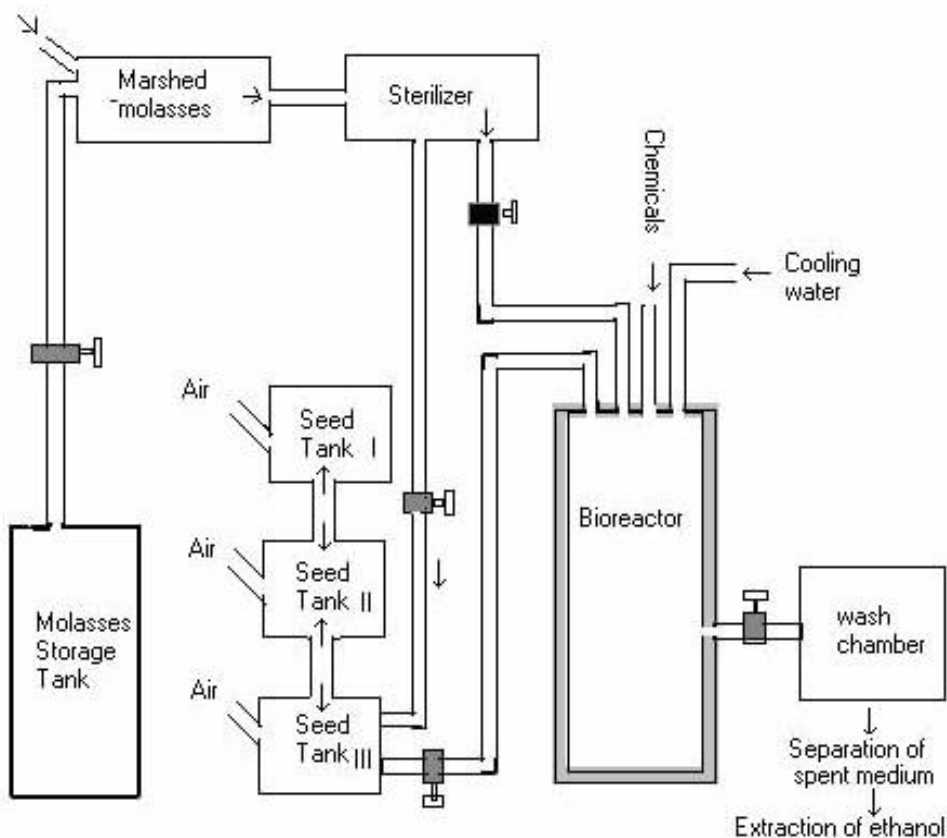 Marshed
molasses
Sterilizer
Chemicals
Cooling
water
Air
Seed
Tank I
Air
Seed
Tank II
Air
Seed
Tank III
Molasses
Storage
Tank
Bioreactor
wash
chamber
Separation of
spent medium
Extraction of ethanol